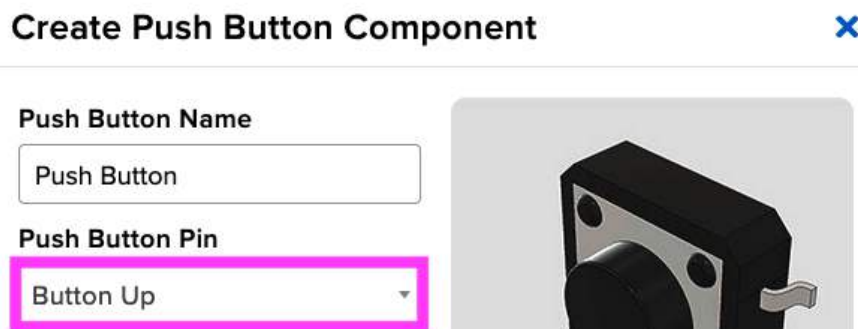 Create Push Button Component
Push Button Name
Push Button
Push Button Pin
Button Up